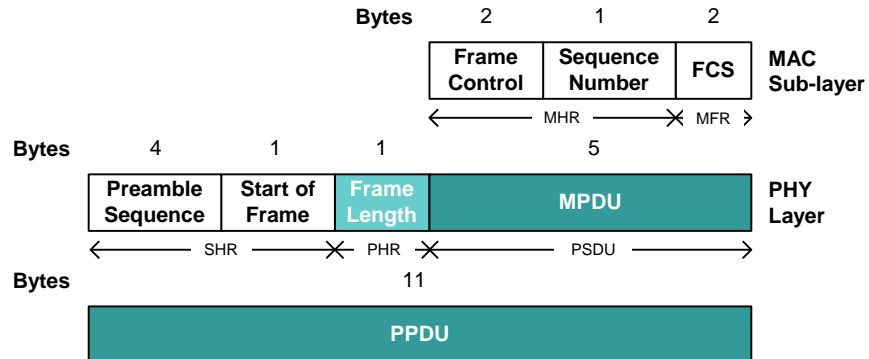 Bytes 2 1 2
Frame Control Sequence Number FCS MAC Sub-layer
MHR MFR
Bytes 4 1 1 5
Preamble Sequence Start of Frame Frame Length MPDU PHY Layer
SHR PHR PSDU
Bytes 11
PPDU